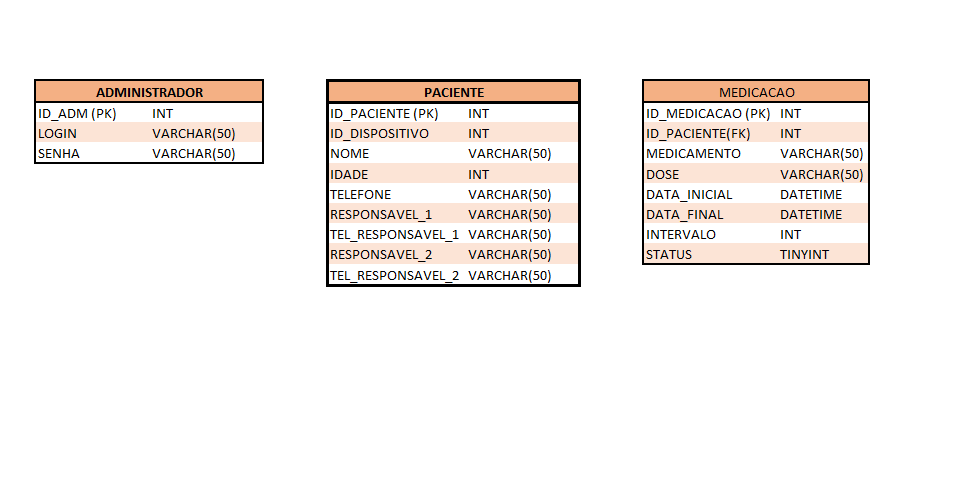 ADMINISTRADOR
ID_ADM (PK) INT
LOGIN VARCHAR(50)
SENHA VARCHAR(50)
PACIENTE
ID_PACIENTE (PK) INT
ID_DISPOSITIVO INT
NOME VARCHAR(50)
IDADE INT
TELEFONE VARCHAR(50)
RESPONSAVEL_1 VARCHAR(50)
TEL_RESPONSAVEL_1 VARCHAR(50)
RESPONSAVEL_2 VARCHAR(50)
TEL_RESPONSAVEL_2 VARCHAR(50)
MEDICACAO
ID_MEDICACAO (PK) INT
ID_PACIENTE(FK) INT
MEDICAMENTO VARCHAR(50)
DOSE VARCHAR(50)
DATA_INICIAL DATETIME
DATA_FINAL DATETIME
INTERVALO INT
STATUS TINYINT